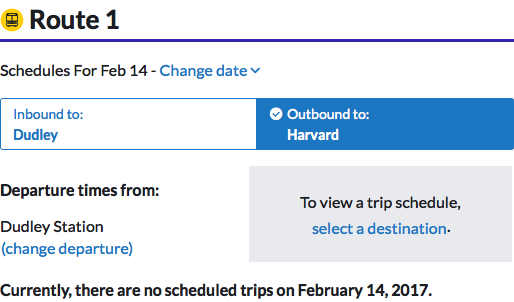 Route 1
Schedules For Feb 14 - Change date
Inbound to:
Dudley
Outbound to:
Harvard
Departure times from:
Dudley Station
(change departure)
To view a trip schedule,
select a destination.
Currently, there are no scheduled trips on February 14, 2017.